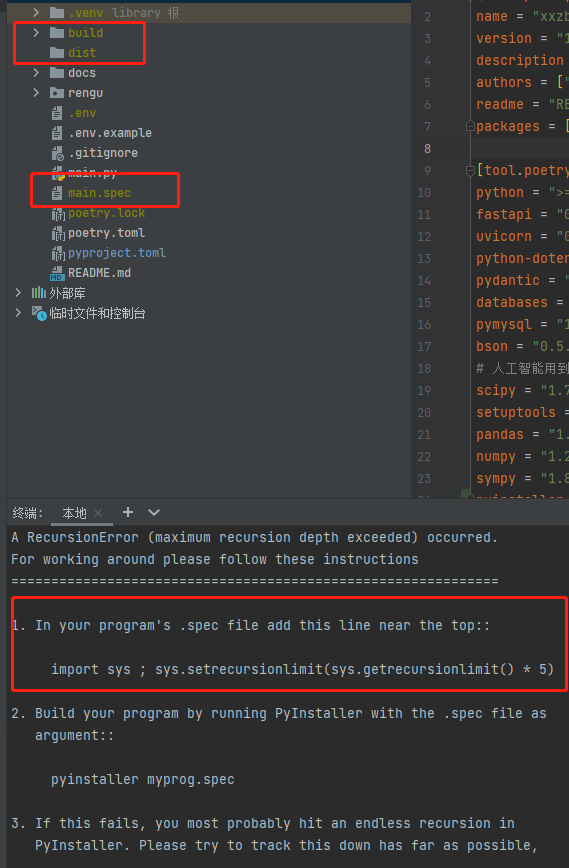 .venv library 根
build
dist
docs
rengu
.env
.env.example
.gitignore
main.py
main.spec
poetry.lock
poetry.toml
pyproject.toml
README.md
外部库
临时文件和控制台
2 name = "xxzb
3 version = "1
4 description
5 authors = ["
6 readme = "RE
7 packages = [
8
9 [tool.poetry
10 python = ">=
11 fastapi = "0
12 uvicorn = "0
13 python-doten
14 pydantic = "
15 databases =
16 pymysql = "1
17 bson = "0.5.
18 # 人工智能用到
19 scipy = "1.7
20 setuptools =
21 pandas = "1.
22 numpy = "1.2
23 sympy = "1.8
终端: 本地
A RecursionError (maximum recursion depth exceeded) occurred.
For working around please follow these instructions
=============================================================
1. In your program's .spec file add this line near the top::
import sys ; sys.setrecursionlimit(sys.getrecursionlimit() * 5)
2. Build your program by running PyInstaller with the .spec file as
argument::
pyinstaller myprog.spec
3. If this fails, you most probably hit an endless recursion in
PyInstaller. Please try to track this down has far as possible,